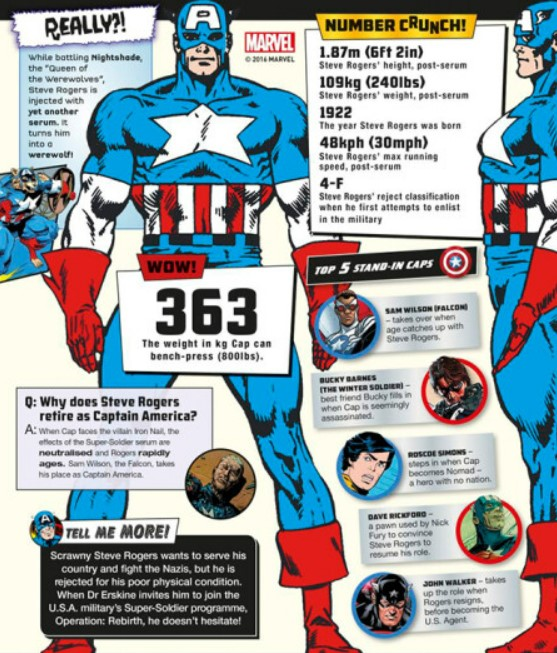 REALLY?!
While battling Nightshade,
the "Queen of
the Werewolves",
Steve Rogers is
injected with
yet another
serum. It
turns him
into a
werewolf!
A
MARVEL
© 2016 MARVEL
NUMBER CRUNCH!
1.87m (6ft 2in)
Steve Rogers' height, post-serum
109kg (240lbs)
Steve Rogers' weight, post-serum
1922
The year Steve Rogers was born
48kph (30mph)
Steve Rogers' max running
speed, post-serum
4-F
Steve Rogers' reject classification
when he first attempts to enlist
in the military
WOW!
363
The weight in kg Cap can
bench-press (800lbs).
TOP 5 STAND-IN CAPS
SAM WILSON (FALCON)
– takes over when
age catches up with
Steve Rogers.
BUCKY BARNES
(THE WINTER SOLDIER) –
best friend Bucky fills in
when Cap is seemingly
assassinated.
ROSCOE SIMONS –
steps in when Cap
becomes Nomad –
a hero with no nation.
DAVE RICKFORD –
a pawn used by Nick
Fury to convince
Steve Rogers to
resume his role.
JOHN WALKER – takes
up the role when
Rogers resigns,
before becoming the
U.S. Agent.
Q: Why does Steve Rogers
retire as Captain America?
A: When Cap faces the villain Iron Nail, the
effects of the Super-Soldier serum are
neutralised and Rogers rapidly
ages. Sam Wilson, the Falcon, takes
his place as Captain America.
TELL ME MORE!
Scrawny Steve Rogers wants to serve his
country and fight the Nazis, but he is
rejected for his poor physical condition.
When Dr Erskine invites him to join the
U.S.A. military's Super-Soldier programme,
Operation: Rebirth, he doesn't hesitate!